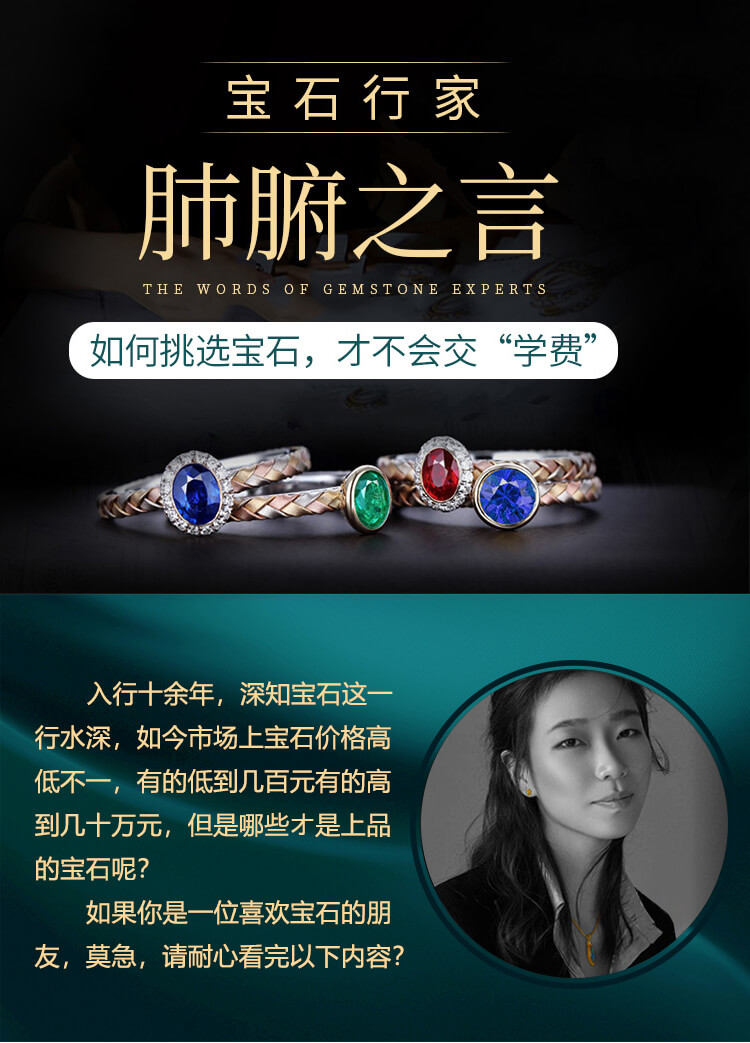 宝石行家
肺腑之言
THE WORDS OF GEMSTONE EXPERTS
如何挑选宝石，才不会交“学费”
入行十余年，深知宝石这一
行水深，如今市场上宝石价格高
低不一，有的低到几百元有的高
到几十万元，但是哪些才是上品
的宝石呢？
如果你是一位喜欢宝石的朋
友，莫急，请耐心看完以下内容？